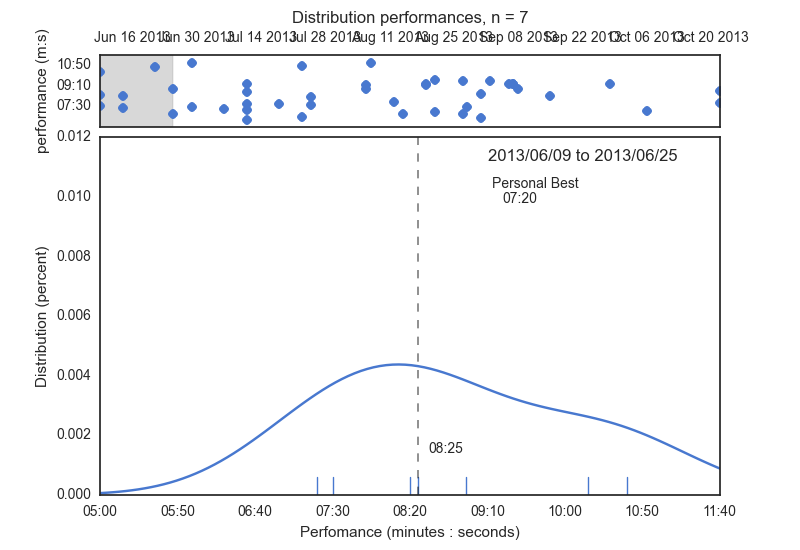 Distribution performances, n = 7
Jun 16 2013 Jun 30 2013 Jul 14 2013 Jul 28 2013 Aug 11 2013 Aug 25 2013 Sep 08 2013 Sep 22 2013 Oct 06 2013 Oct 20 2013
performance (m:s)
10:50
09:10
07:30
0.012
2013/06/09 to 2013/06/25
Personal Best
07:20
0.010
0.008
0.006
Distribution (percent)
0.004
0.002
08:25
0.000
05:00 05:50 06:40 07:30 08:20 09:10 10:00 10:50 11:40
Perfomance (minutes : seconds)